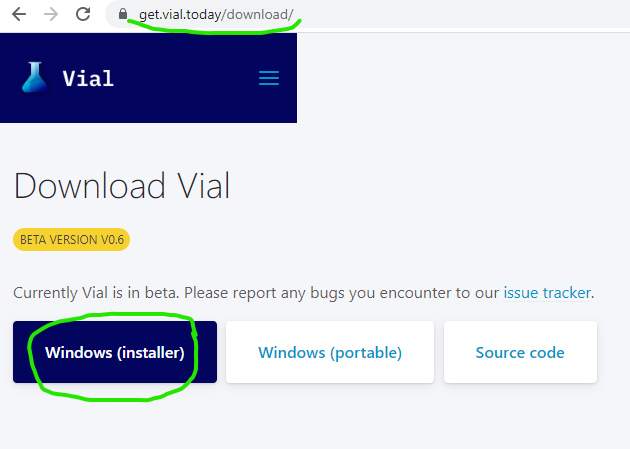 get.vial.today/download/
Vial
Download Vial
BETA VERSION V0.6
Currently Vial is in beta. Please report any bugs you encounter to our issue tracker.
Windows (installer) Windows (portable) Source code